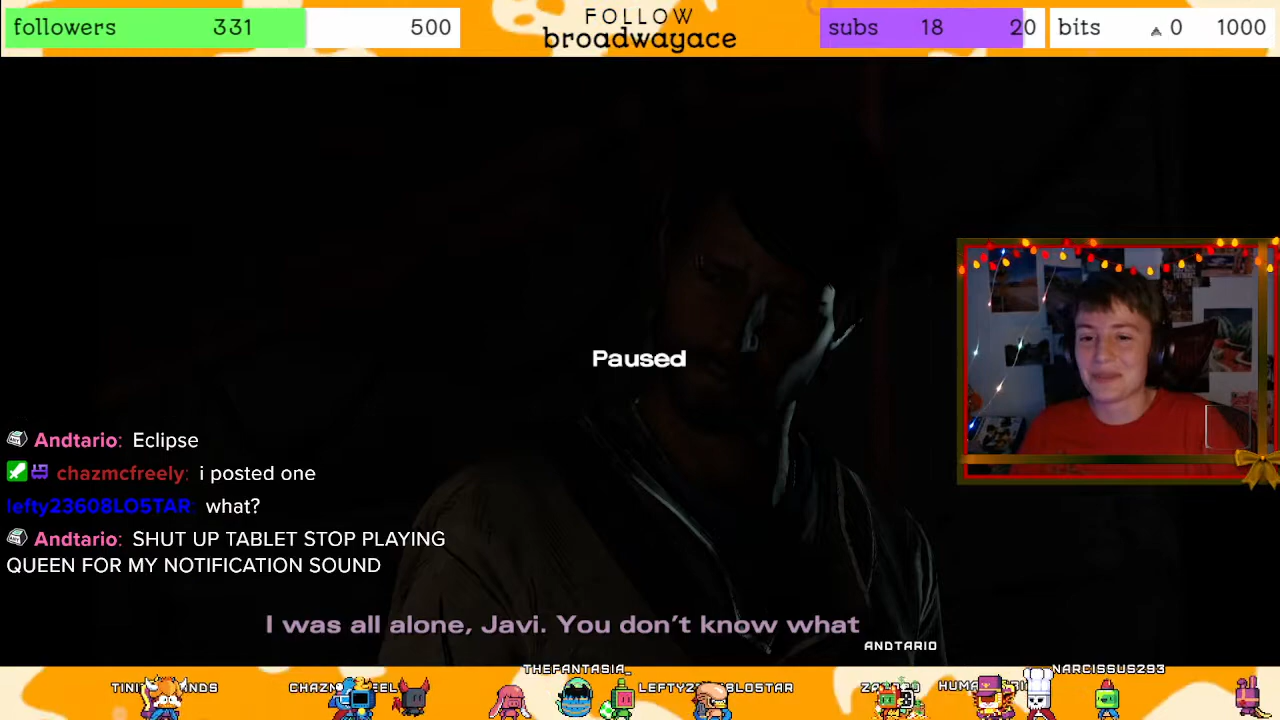 followers 331 500
FOLLOW
broadwayace
subs 18 20
bits 0 1000
Paused
Andtario: Eclipse
chazmcfreely: i posted one
lefty23608LO5TAR: what?
Andtario: SHUT UP TABLET STOP PLAYING
QUEEN FOR MY NOTIFICATION SOUND
I was all alone, Javi. You don't know what
ANDTARIO
THEFANTASIA_
NARCISSUS293